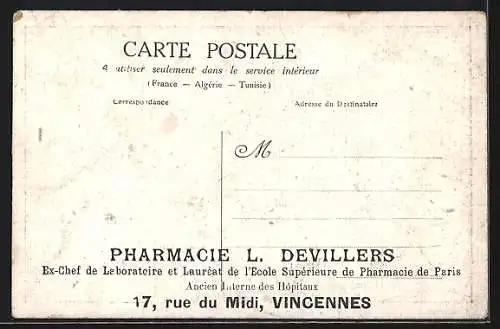 CARTE POSTALE
A utiliser seulement dans le service intérieur
(France — Algérie — Tunisie)
Correspondance
Adresse du Destinataire
M
PHARMACIE L. DEVILLERS
Ex-Chef de Laboratoire et Lauréat de l'Ecole Supérieure de Pharmacie de Paris
Ancien Interne des Hôpitaux
17, rue du Midi, VINCENNES